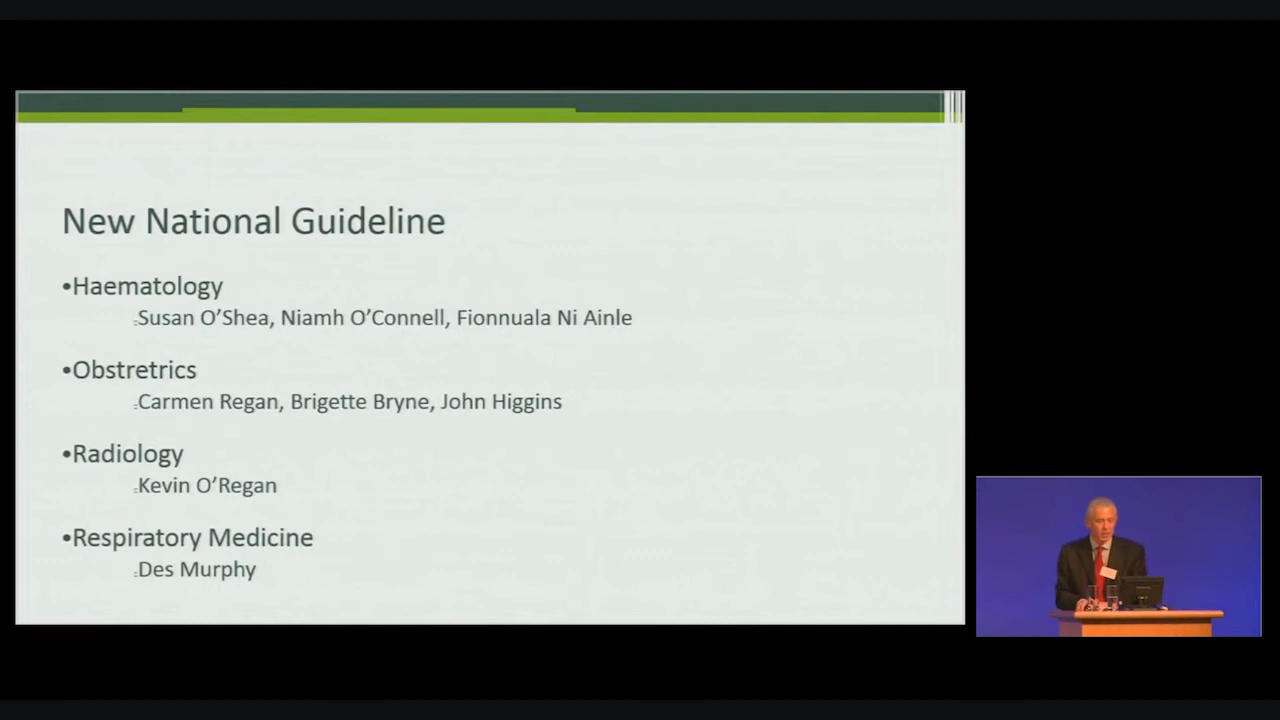 New National Guideline
•Haematology
Susan O’Shea, Niamh O’Connell, Fionnuala Ni Ainle
•Obstretrics
Carmen Regan, Brigette Bryne, John Higgins
•Radiology
Kevin O’Regan
•Respiratory Medicine
Des Murphy